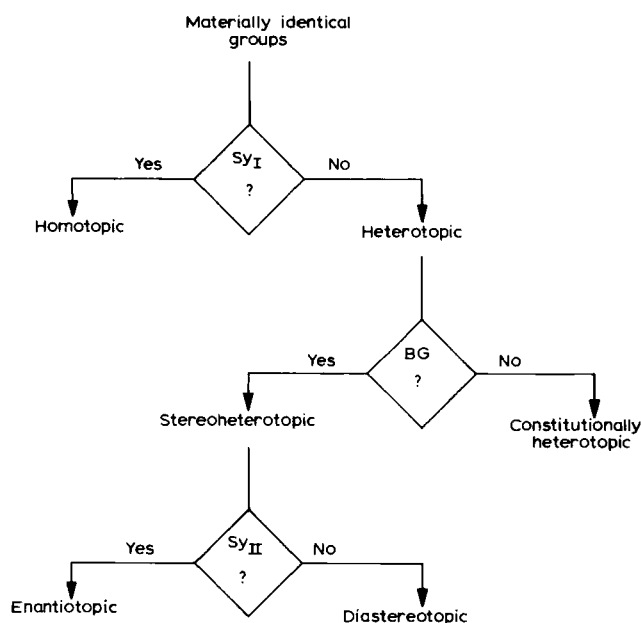 Materially identical
groups
Sy_I
?
Yes
No
Homotopic
Heterotopic
BG
?
Yes
No
Stereoheterotopic
Constitutionally
heterotopic
Sy_II
?
Yes
No
Enantiotopic
Diastereotopic